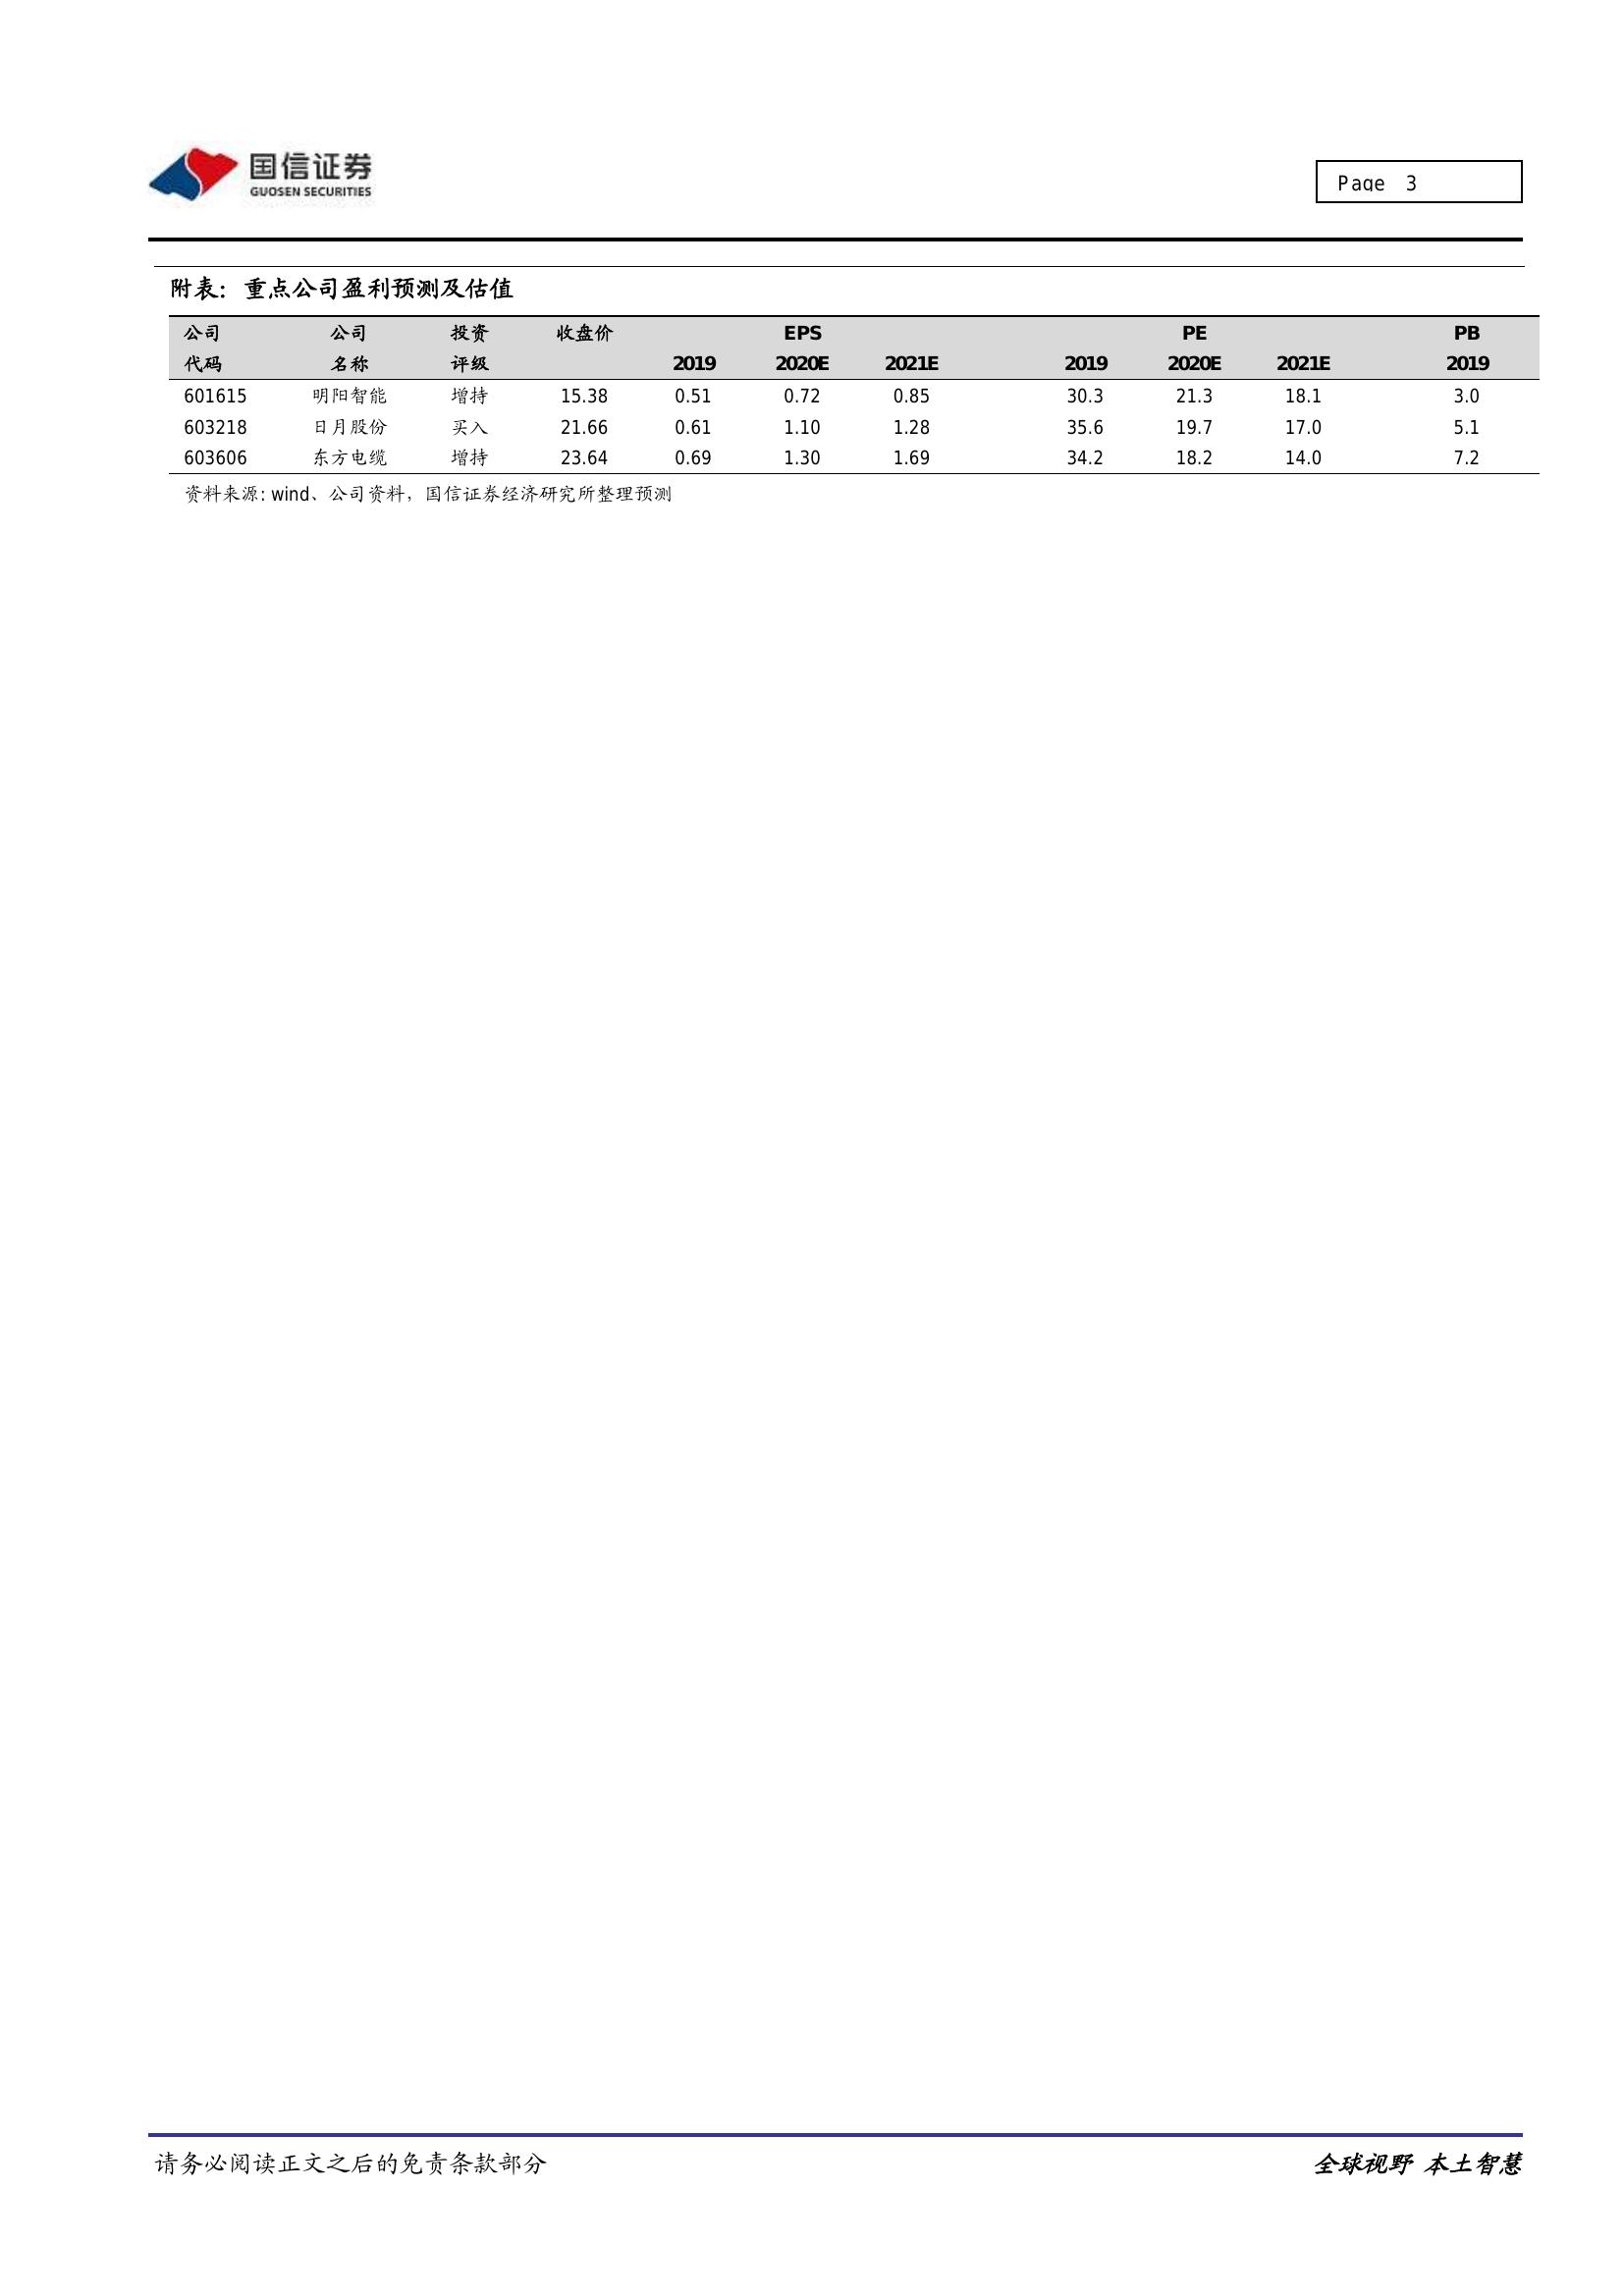 国信证券
GUOSEN SECURITIES
Page 3
附表：重点公司盈利预测及估值
公司 公司 投资 收盘价 EPS PE PB
代码 名称 评级 2019 2020E 2021E 2019 2020E 2021E 2019
601615 明阳智能 增持 15.38 0.51 0.72 0.85 30.3 21.3 18.1 3.0
603218 日月股份 买入 21.66 0.61 1.10 1.28 35.6 19.7 17.0 5.1
603606 东方电缆 增持 23.64 0.69 1.30 1.69 34.2 18.2 14.0 7.2
资料来源: wind、公司资料，国信证券经济研究所整理预测
请务必阅读正文之后的免责条款部分 全球视野 本土智慧